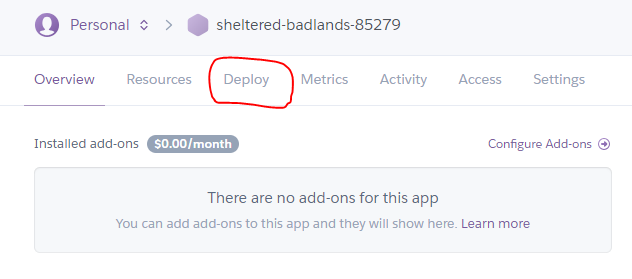 Personal sheltered-badlands-85279
Overview Resources Deploy Metrics Activity Access Settings
Installed add-ons $0.00/month Configure Add-ons
There are no add-ons for this app
You can add add-ons to this app and they will show here. Learn more